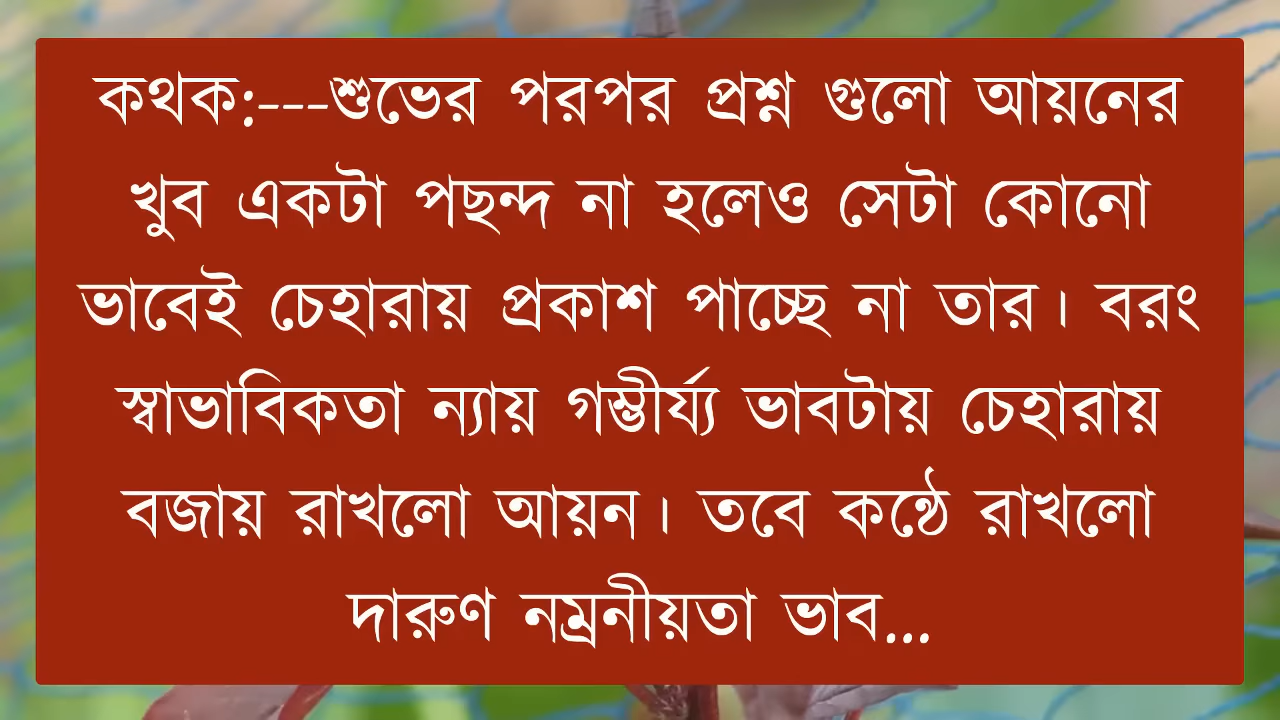 কথক:---শুভের পরপর প্রশ্ন গুলো আয়নের
খুব একটা পছন্দ না হলেও সেটা কোনো
ভাবেই চেহারায় প্রকাশ পাচ্ছে না তার। বরং
স্বাভাবিকতা ন্যায় গম্ভীর্য্য ভাবটায় চেহারায়
বজায় রাখলো আয়ন। তবে কন্ঠে রাখলো
দারুণ নম্রনীয়তা ভাব...